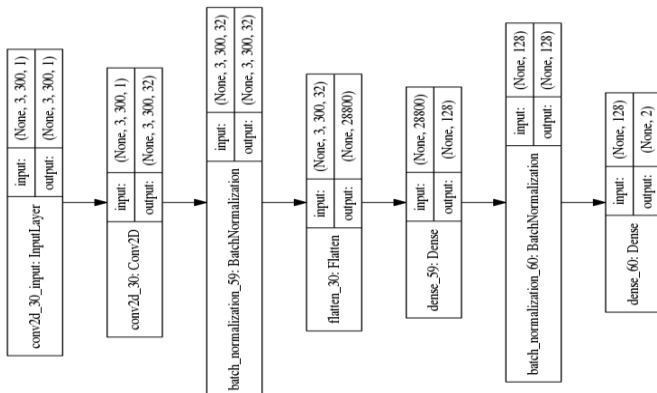 conv2d_30_input: InputLayer
input:
(None, 3, 300, 1)
output:
(None, 3, 300, 1)
conv2d_30: Conv2D
input:
(None, 3, 300, 1)
output:
(None, 3, 300, 32)
batch_normalization_59: BatchNormalization
input:
(None, 3, 300, 32)
output:
(None, 3, 300, 32)
flatten_30: Flatten
input:
(None, 3, 300, 32)
output:
(None, 28800)
dense_59: Dense
input:
(None, 28800)
output:
(None, 128)
batch_normalization_60: BatchNormalization
input:
(None, 128)
output:
(None, 128)
dense_60: Dense
input:
(None, 128)
output:
(None, 2)